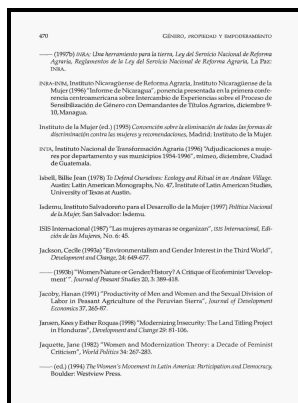 470 GÉNERO, PROPIEDAD Y EMPODERAMIENTO
—— (1997b) INRA: Una herramienta para la tierra, Ley del Servicio Nacional de Reforma
Agraria, Reglamentos de la Ley del Servicio Nacional de Reforma Agraria, La Paz:
INRA.
INRA-INIM, Instituto Nicaragüense de Reforma Agraria, Instituto Nicaragüense de la
Mujer (1996) "Informe de Nicaragua", ponencia presentada en la primera confe-
rencia centroamericana sobre Intercambio de Experiencias sobre el Proceso de
Sensibilización de Género con Demandantes de Títulos Agrarios, diciembre 9-
10, Managua.
Instituto de la Mujer (ed.) (1995) Convención sobre la eliminación de todas las formas de
discriminación contra las mujeres y recomendaciones, Madrid: Instituto de la Mujer.
INTA, Instituto Nacional de Transformación Agraria (1996) "Adjudicaciones a muje-
res por departamento y sus municipios 1954-1996", mimeo, diciembre, Ciudad
de Guatemala.
Isbell, Billie Jean (1978) To Defend Ourselves: Ecology and Ritual in an Andian Village.
Austin: Latin American Monographs, No. 47, Institute of Latin American Studies,
University of Texas at Austin.
Isdemu, Instituto Salvadoreño para el Desarrollo de la Mujer (1997) Política Nacional
de la Mujer, San Salvador: Isdemu.
ISIS Internacional (1987) "Las mujeres aymaras se organizan", ISIS Internacional, Edi-
ción de las Mujeres, No. 6: 45.
Jackson, Cecile (1993a) "Environmentalism and Gender Interest in the Third World",
Development and Change, 24: 649-677.
—— (1993b) "Women/Nature or Gender/History? A Critique of Ecofeminist 'Develop-
ment'", Journal of Peasant Studies 20, 3: 389-418.
Jacoby, Hanan (1991) "Productivity of Men and Women and the Sexual Division of
Labor in Peasant Agriculture of the Peruvian Sierra", Journal of Development
Economics 37, 265-87.
Jansen, Kees y Esther Roquas (1998) "Modernizing Insecurity: The Land Titling Project
in Honduras", Development and Change 29: 81-106.
Jaquette, Jane (1982) "Women and Modernization Theory: a Decade of Feminist
Criticism", World Politics 34: 267-283.
—— (ed.) (1994) The Women's Movement in Latin America: Participation and Democracy,
Boulder: Westview Press.